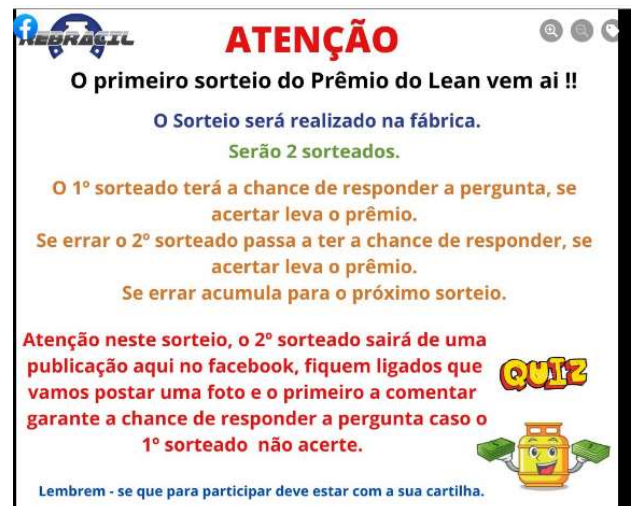 REBRACIL
ATENÇÃO
O primeiro sorteio do Prêmio do Lean vem ai !!
O Sorteio será realizado na fábrica.
Serão 2 sorteados.
O 1º sorteado terá a chance de responder a pergunta, se
acertar leva o prêmio.
Se errar o 2º sorteado passa a ter a chance de responder, se
acertar leva o prêmio.
Se errar acumula para o próximo sorteio.
Atenção neste sorteio, o 2º sorteado sairá de uma
publicação aqui no facebook, fiquem ligados que
vamos postar uma foto e o primeiro a comentar
garante a chance de responder a pergunta caso o
1º sorteado não acerte.
QUIZ
Lembrem - se que para participar deve estar com a sua cartilha.